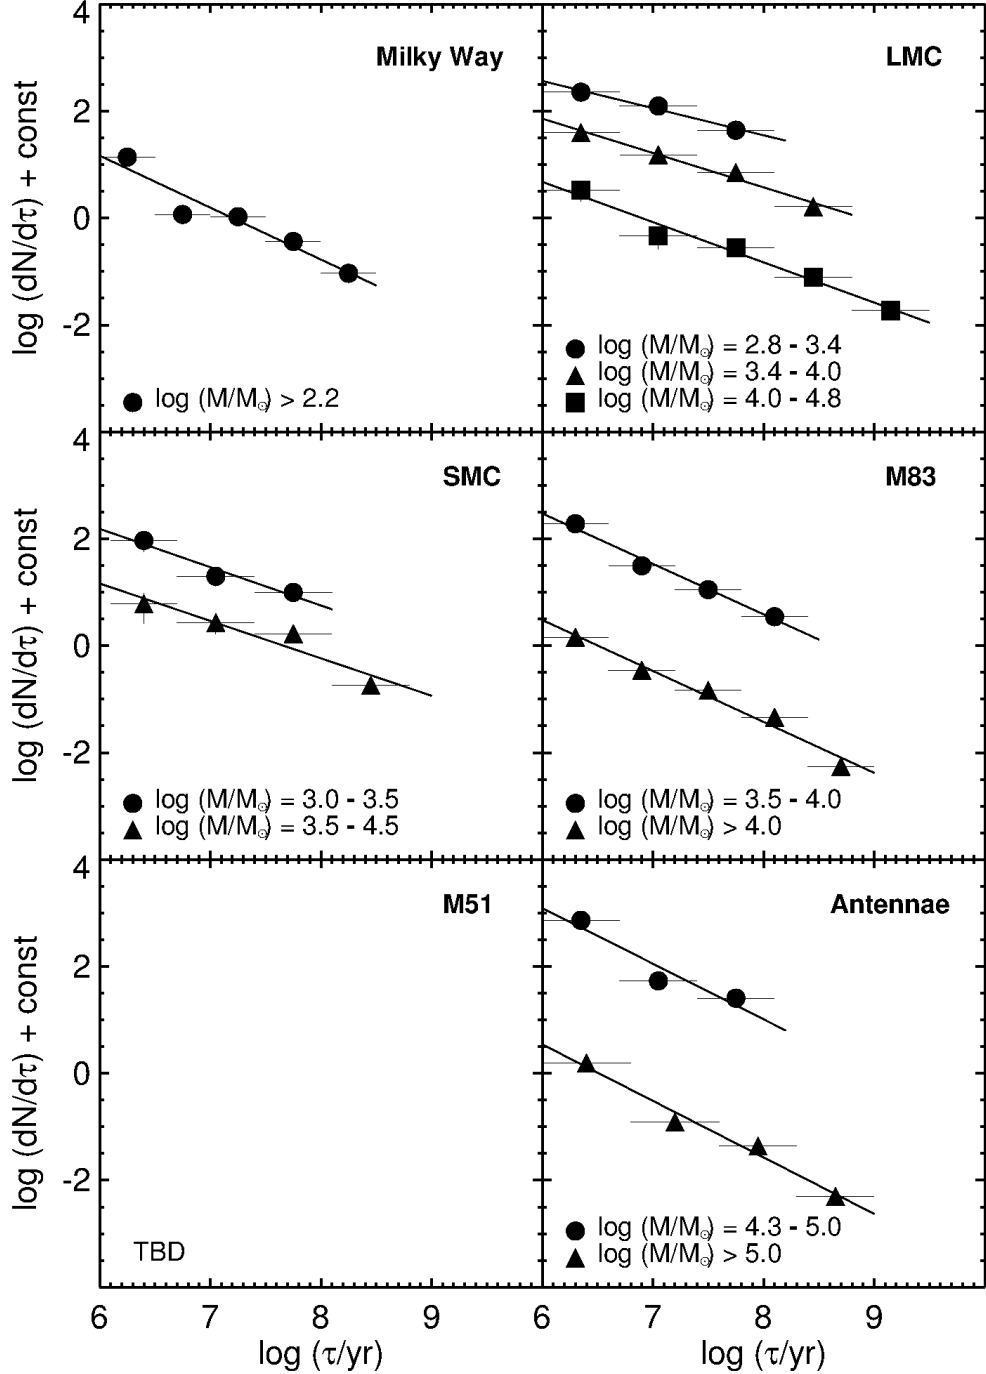 4
2
0
-2
log (dN/dτ) + const
Milky Way
log (M/M☉) > 2.2
LMC
log (M/M☉) = 2.8 - 3.4
log (M/M☉) = 3.4 - 4.0
log (M/M☉) = 4.0 - 4.8
4
2
0
-2
log (dN/dτ) + const
SMC
log (M/M☉) = 3.0 - 3.5
log (M/M☉) = 3.5 - 4.5
M83
log (M/M☉) = 3.5 - 4.0
log (M/M☉) > 4.0
4
2
0
-2
log (dN/dτ) + const
M51
TBD
Antennae
log (M/M☉) = 4.3 - 5.0
log (M/M☉) > 5.0
6 7 8 9 6 7 8 9
log (τ/yr) log (τ/yr)